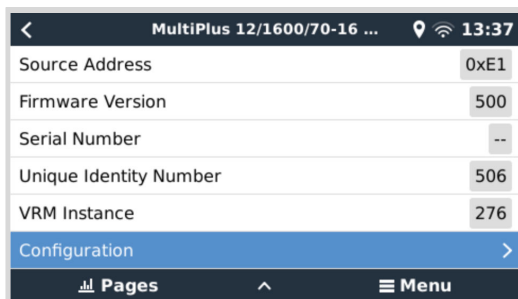 MultiPlus 12/1600/70-16 ... 13:37
Source Address 0xE1
Firmware Version 500
Serial Number --
Unique Identity Number 506
VRM Instance 276
Configuration
Pages Menu